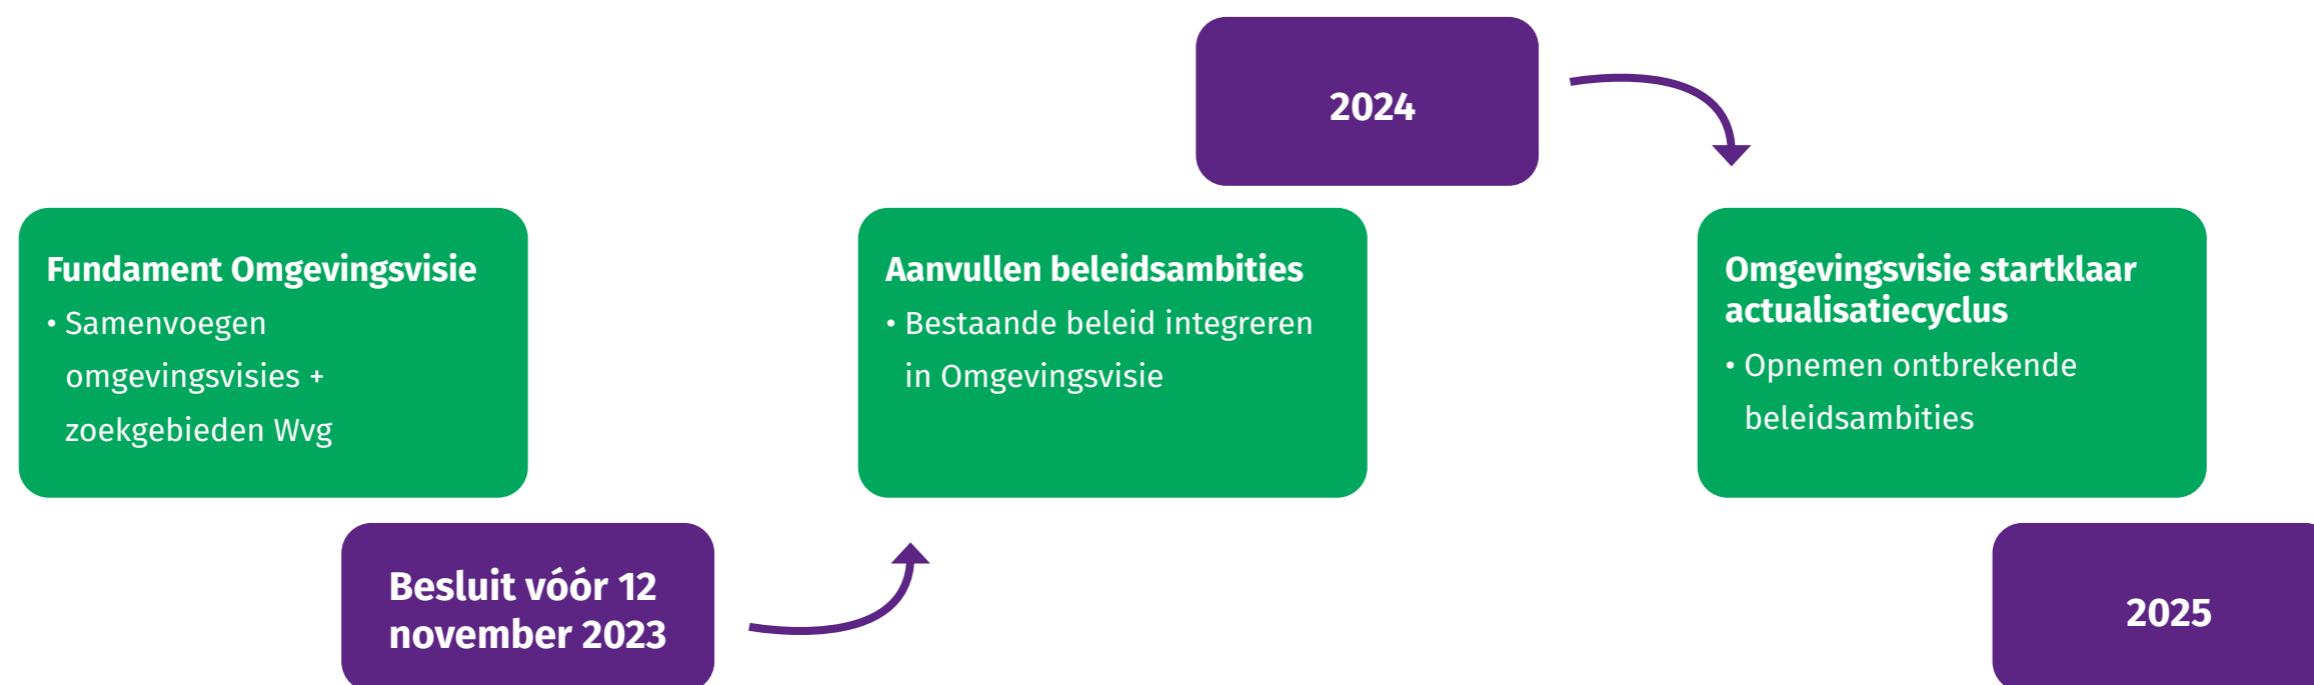 Fundament Omgevingsvisie
• Samenvoegen
omgevingsvisies +
zoekgebieden Wvg
Besluit vóór 12
november 2023
Aanvullen beleidsambities
• Bestaande beleid integreren
in Omgevingsvisie
2024
Omgevingsvisie startklaar
actualisatiecyclus
• Opnemen ontbrekende
beleidsambities
2025